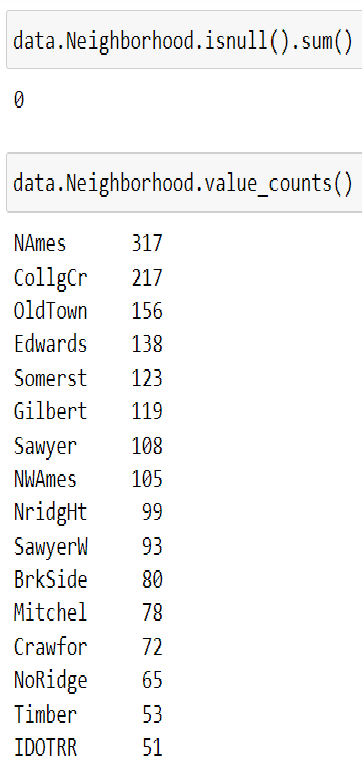 data.Neighborhood.isnull().sum()
0
data.Neighborhood.value_counts()
NAmes 317
CollgCr 217
OldTown 156
Edwards 138
Somerst 123
Gilbert 119
Sawyer 108
NWAmes 105
NridgHt 99
SawyerW 93
BrkSide 80
Mitchel 78
Crawfor 72
NoRidge 65
Timber 53
IDOTRR 51